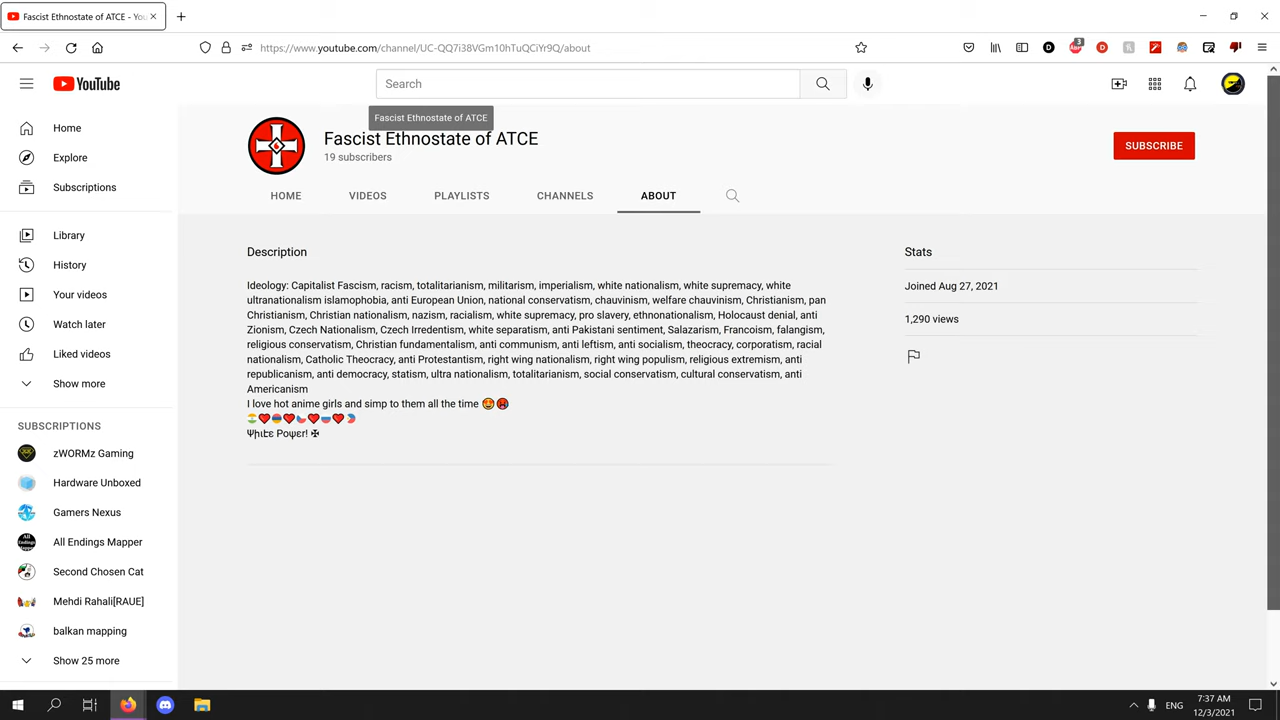 Fascist Ethnostate of ATCE - You
https://www.youtube.com/channel/UC-QQ7i38VGm10hTuQCiYr9Q/about
3
YouTube
Search
Fascist Ethnostate of ATCE
Fascist Ethnostate of ATCE
19 subscribers
SUBSCRIBE
HOME
VIDEOS
PLAYLISTS
CHANNELS
ABOUT
Home
Explore
Subscriptions
Library
History
Your videos
Watch later
Liked videos
Show more
SUBSCRIPTIONS
zWORMz Gaming
Hardware Unboxed
Gamers Nexus
All Endings Mapper
Second Chosen Cat
Mehdi Rahali[RAUE]
balkan mapping
Show 25 more
Description
Ideology: Capitalist Fascism, racism, totalitarianism, militarism, imperialism, white nationalism, white supremacy, white
ultranationalism islamophobia, anti European Union, national conservatism, chauvinism, welfare chauvinism, Christianism, pan
Christianism, Christian nationalism, nazism, racialism, white supremacy, pro slavery, ethnonationalism, Holocaust denial, anti
Zionism, Czech Nationalism, Czech Irredentism, white separatism, anti Pakistani sentiment, Salazarism, Francoism, falangism,
religious conservatism, Christian fundamentalism, anti communism, anti leftism, anti socialism, theocracy, corporatism, racial
nationalism, Catholic Theocracy, anti Protestantism, right wing nationalism, right wing populism, religious extremism, anti
republicanism, anti democracy, statism, ultra nationalism, totalitarianism, social conservatism, cultural conservatism, anti
Americanism
I love hot anime girls and simp to them all the time
Ψիιէε Poψεr! ✠
Stats
Joined Aug 27, 2021
1,290 views
ENG
7:37 AM
12/3/2021